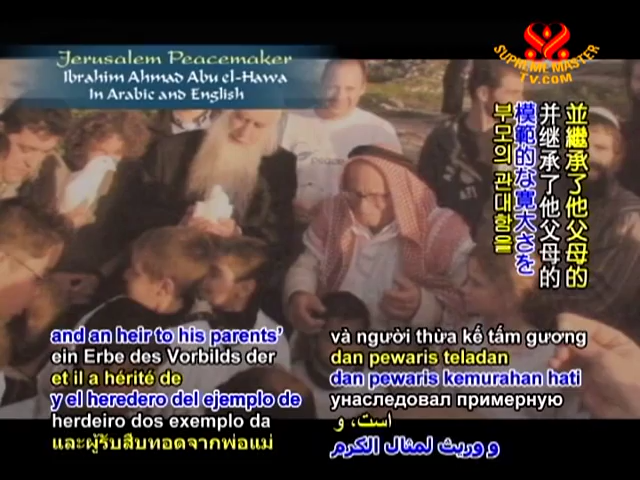 Jerusalem Peacemaker
Ibrahim Ahmad Abu el-Hawa
In Arabic and English
SUPREME MASTER
TV.COM
並繼承了他父母的
并继承了他父母的
模範的な寛大さを
부모의 관대함을
and an heir to his parents'
ein Erbe des Vorbilds der
et il a hérité de
y el heredero del ejemplo de
herdeiro dos exemplo da
และผู้รับสืบทอดจากพ่อแม่
và người thừa kế tấm gương
dan pewaris teladan
dan pewaris kemurahan hati
унаследовал примерную
است، و
و وريث لمثال الكرم